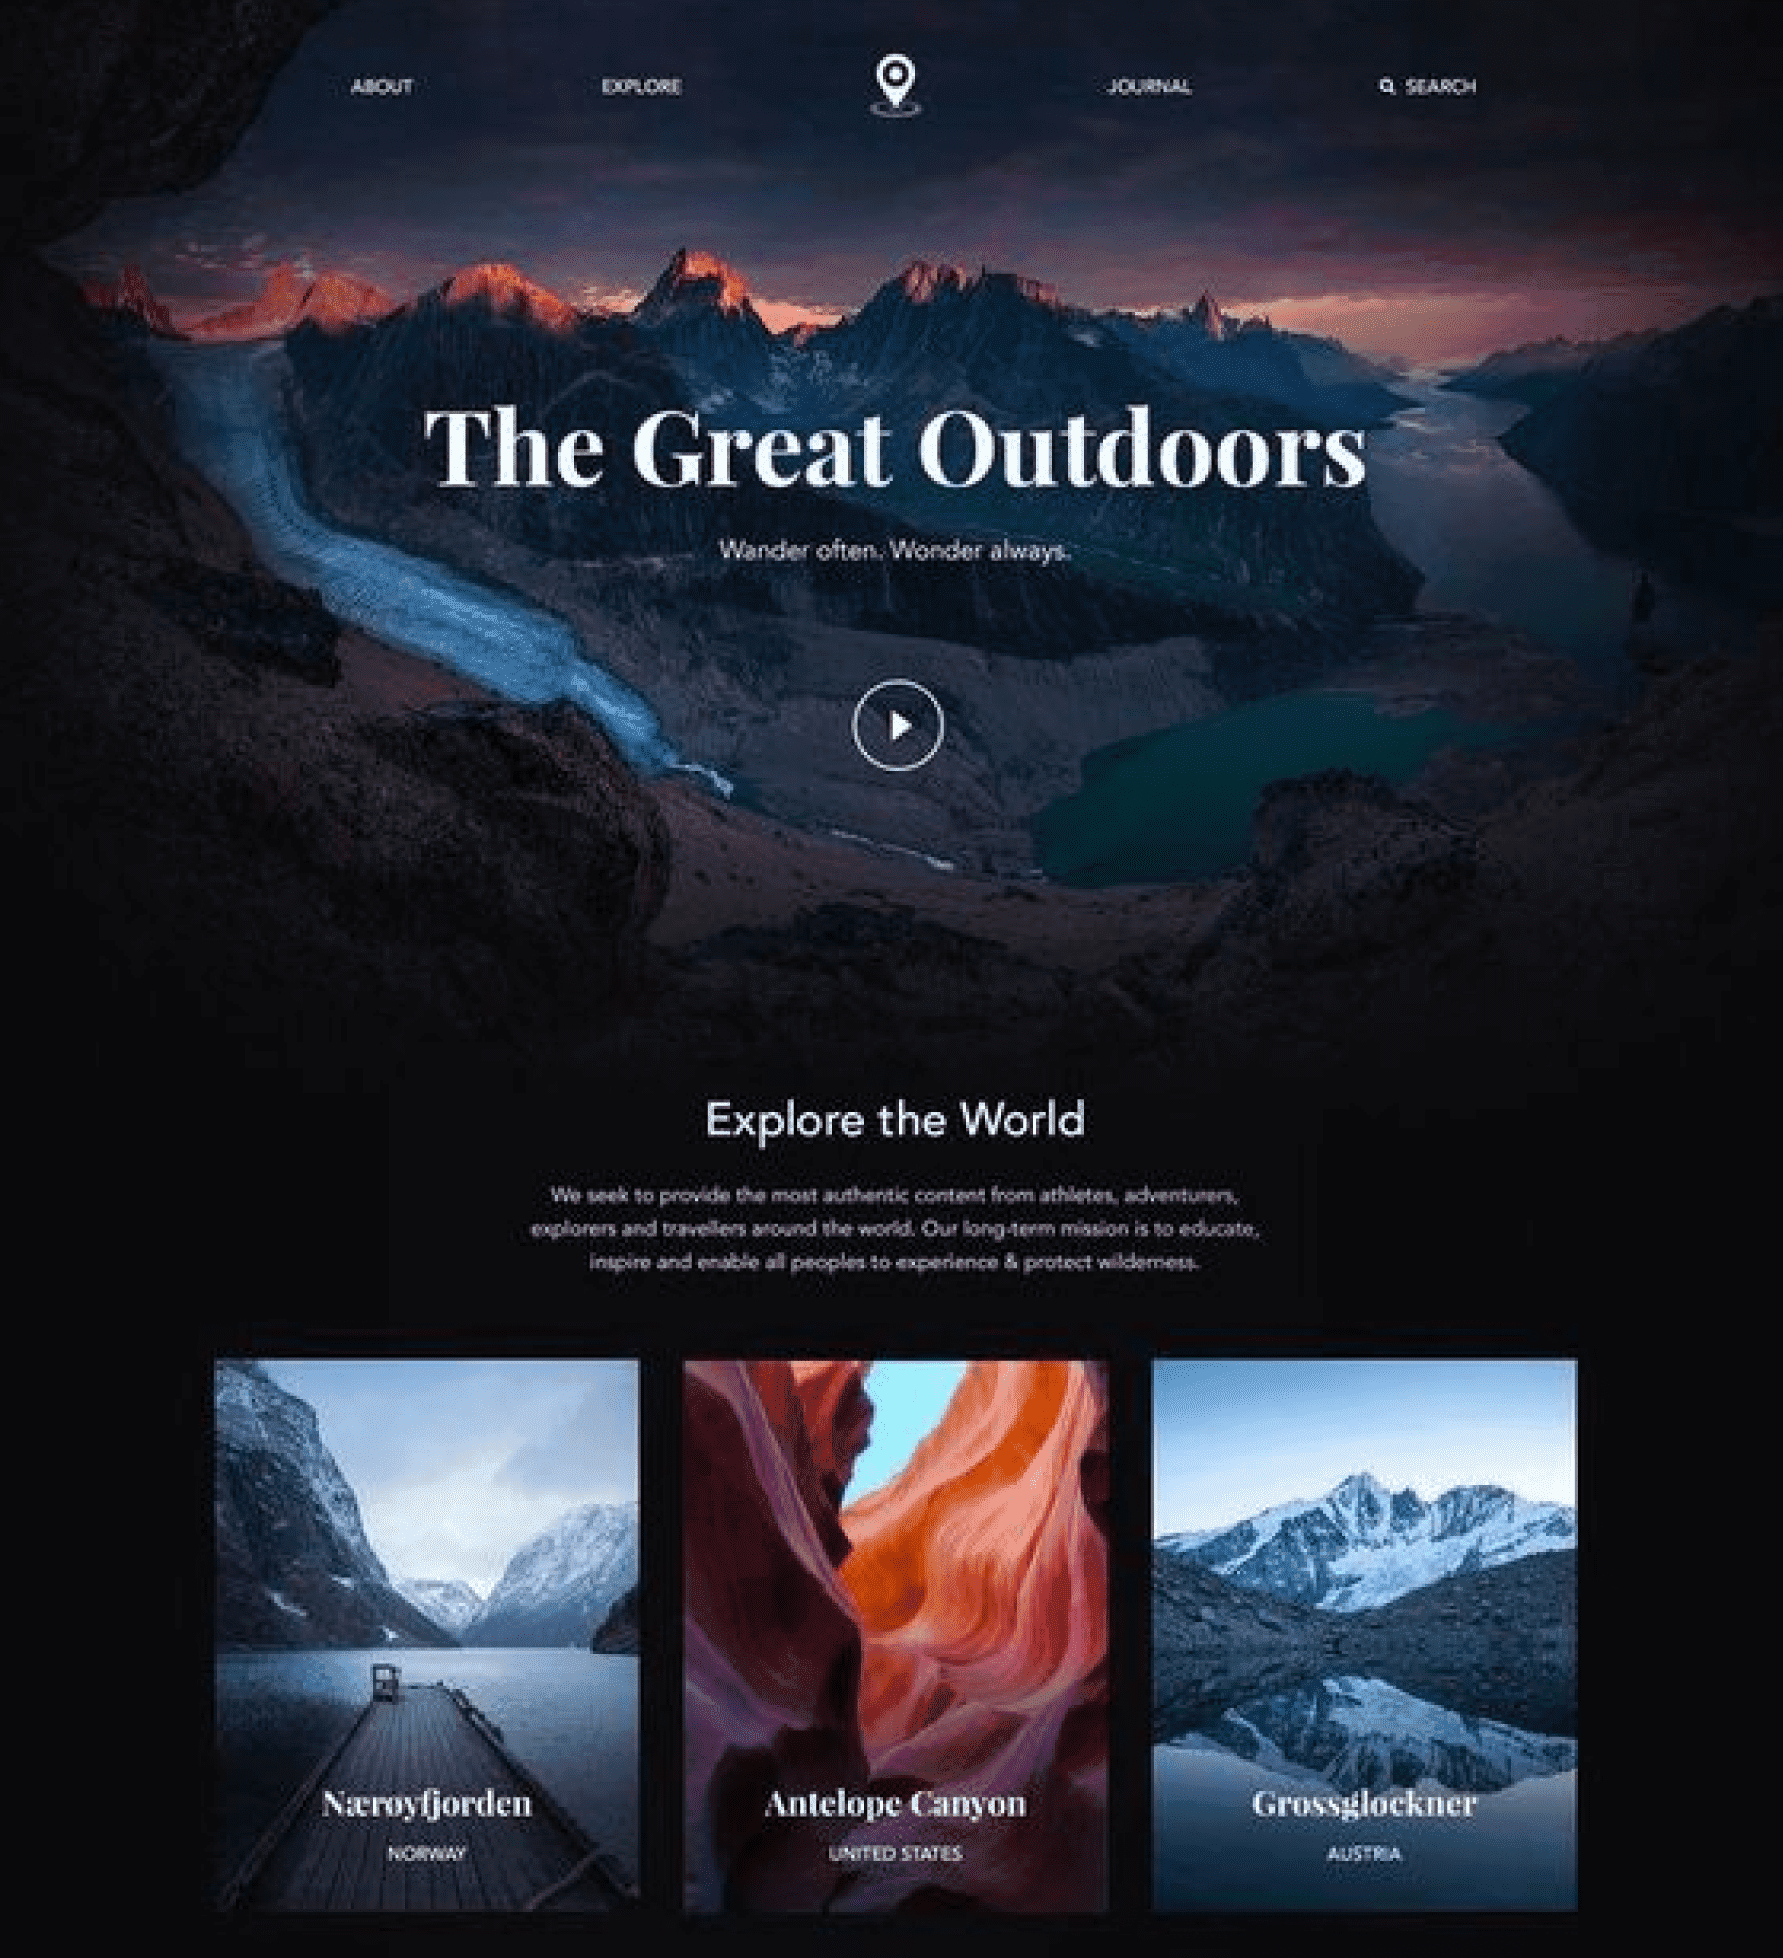 ABOUT
EXPLORE
JOURNAL
SEARCH
The Great Outdoors
Wander often. Wonder always.
Explore the World
We seek to provide the most authentic content from athletes, adventurers,
explorers and travellers around the world. Our long-term mission is to educate,
inspire and enable all peoples to experience & protect wilderness.
Nærøyfjorden
NORWAY
Antelope Canyon
UNITED STATES
Grossglockner
AUSTRIA